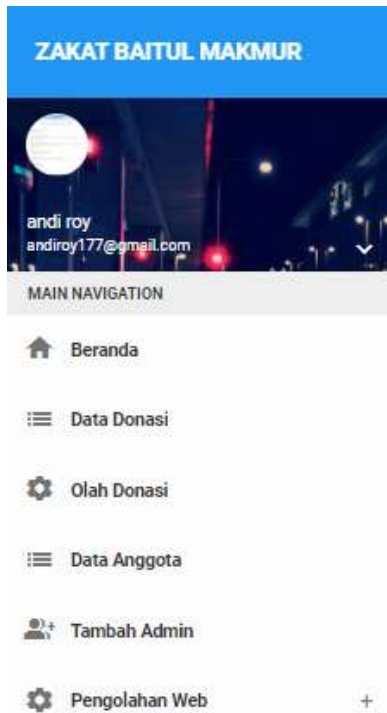 ZAKAT BAITUL MAKMUR
andi roy
andiroy177@gmail.com
MAIN NAVIGATION
Beranda
Data Donasi
Olah Donasi
Data Anggota
Tambah Admin
Pengolahan Web +